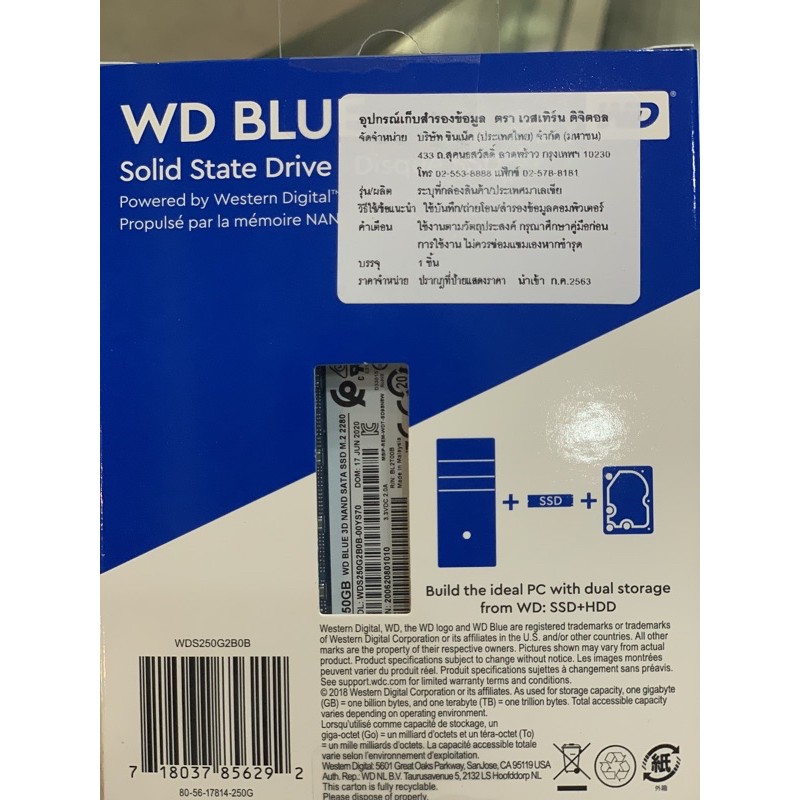 WD BLU
Solid State Drive
Powered by Western Digital™
Propulsé par la mémoire NAN
อุปกรณ์เก็บสำรองข้อมูล ตรา เวสเทิร์น ดิจิตอล
จัดจำหน่าย บริษัท ซินเน็ค (ประเทศไทย) จำกัด (มหาชน)
433 ถ.สุคนธสวัสดิ์ ลาดพร้าว กรุงเทพฯ 10230
โทร 02-553-8888 แฟ็กซ์ 02-578-8181
รุ่น/ผลิต ระบุที่กล่องสินค้า/ประเทศมาเลเซีย
วิธีใช้/ข้อแนะนำ ใช้บันทึก/ถ่ายโอน/สำรองข้อมูลคอมพิวเตอร์
คำเตือน ใช้งานตามวัตถุประสงค์ กรุณาศึกษาคู่มือก่อน
การใช้งาน ไม่ควรซ่อมแซมเองหากชำรุด
บรรจุ 1 ชิ้น
ราคาจำหน่าย ปรากฏที่ป้ายแสดงราคา นำเข้า ก.ค.2563
50GB WD BLUE 3D NAND SATA SSD M.2 2280
DL: WDS250G2B0B-00YS70 DOM: 17 JUN 2020
N: 200620801010 3.3VDC 2.0A
R/N: BL2T00B
Made in Malaysia
+ SSD +
Build the ideal PC with dual storage
from WD: SSD+HDD
WDS250G2B0B
7 18037 85629 2
80-56-17814-250G
Western Digital, WD, the WD logo and WD Blue are registered trademarks or trademarks
of Western Digital Corporation or its affiliates in the U.S. and/or other countries. All other
marks are the property of their respective owners. Pictures shown may vary from actual
product. Product specifications subject to change without notice. Les images montrées
peuvent varier du produit réel. Product specifications sujettes à changement sans préavis.
See support.wdc.com for limited warranty terms and conditions.
© 2018 Western Digital Corporation or its affiliates. As used for storage capacity, one gigabyte
(GB) = one billion bytes, and one terabyte (TB) = one trillion bytes. Total accessible capacity
varies depending on operating environment.
Lorsqu'utilisé comme capacité de stockage, un
giga-octet (Go) = un milliard d'octets et un téra-octet (To)
= un mille milliards d'octets. La capacité accessible totale
varie selon l'environnement d'exploitation.
Western Digital: 5601 Great Oaks Parkway, SanJose, CA 95119 USA
Auth. Rep.: WD NL B.V. Taurusavenue 5, 2132 LS Hoofddorp NL
This carton is fully recyclable.
Please dispose of properly.
紙
外箱